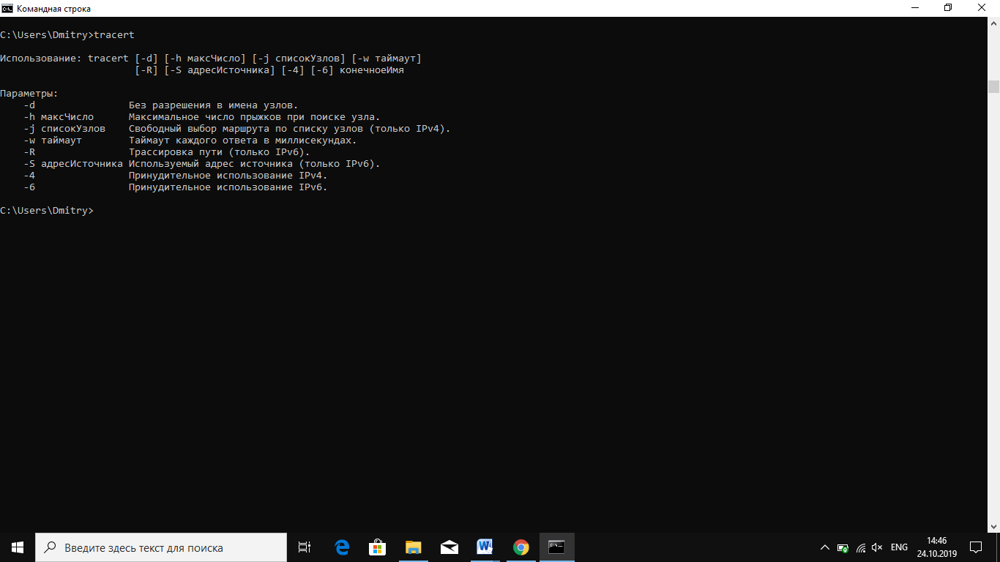 Командная строка
C:\Users\Dmitry>tracert
Использование: tracert [-d] [-h максЧисло] [-j списокУзлов] [-w таймаут]
[-R] [-S адресИсточника] [-4] [-6] конечноеИмя
Параметры:
-d Без разрешения в имена узлов.
-h максЧисло Максимальное число прыжков при поиске узла.
-j списокУзлов Свободный выбор маршрута по списку узлов (только IPv4).
-w таймаут Таймаут каждого ответа в миллисекундах.
-R Трассировка пути (только IPv6).
-S адресИсточника Используемый адрес источника (только IPv6).
-4 Принудительное использование IPv4.
-6 Принудительное использование IPv6.
C:\Users\Dmitry>
Введите здесь текст для поиска
ENG
14:46
24.10.2019